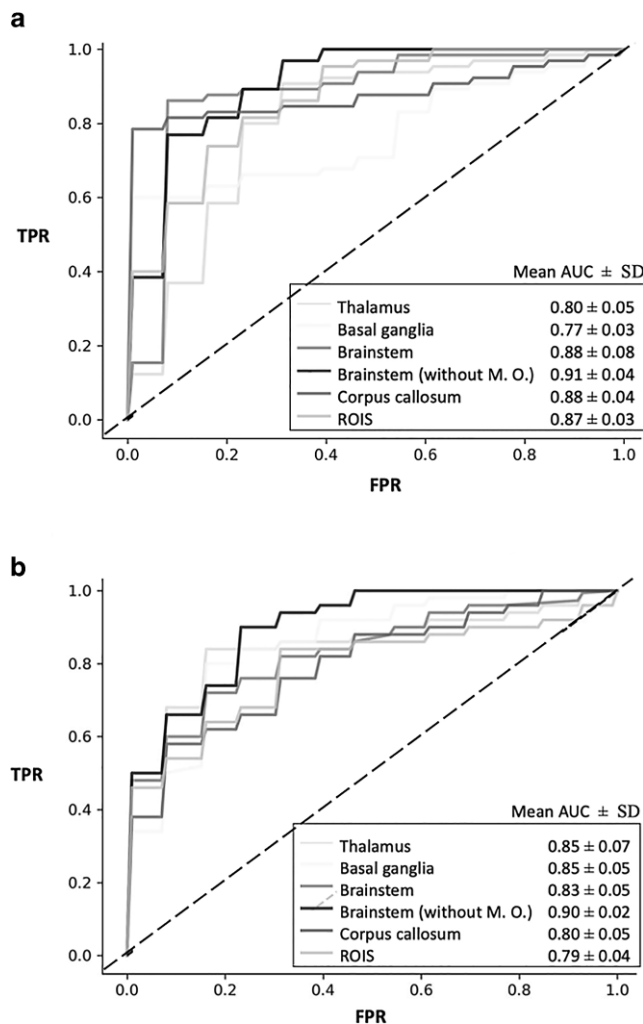 a
1.0
0.8
0.6
TPR
0.4
0.2
0.0
Mean AUC ± SD
Thalamus 0.80 ± 0.05
Basal ganglia 0.77 ± 0.03
Brainstem 0.88 ± 0.08
Brainstem (without M. O.) 0.91 ± 0.04
Corpus callosum 0.88 ± 0.04
ROIS 0.87 ± 0.03
0.0 0.2 0.4 0.6 0.8 1.0
FPR
b
1.0
0.8
0.6
TPR
0.4
0.2
0.0
Mean AUC ± SD
Thalamus 0.85 ± 0.07
Basal ganglia 0.85 ± 0.05
Brainstem 0.83 ± 0.05
Brainstem (without M. O.) 0.90 ± 0.02
Corpus callosum 0.80 ± 0.05
ROIS 0.79 ± 0.04
0.0 0.2 0.4 0.6 0.8 1.0
FPR